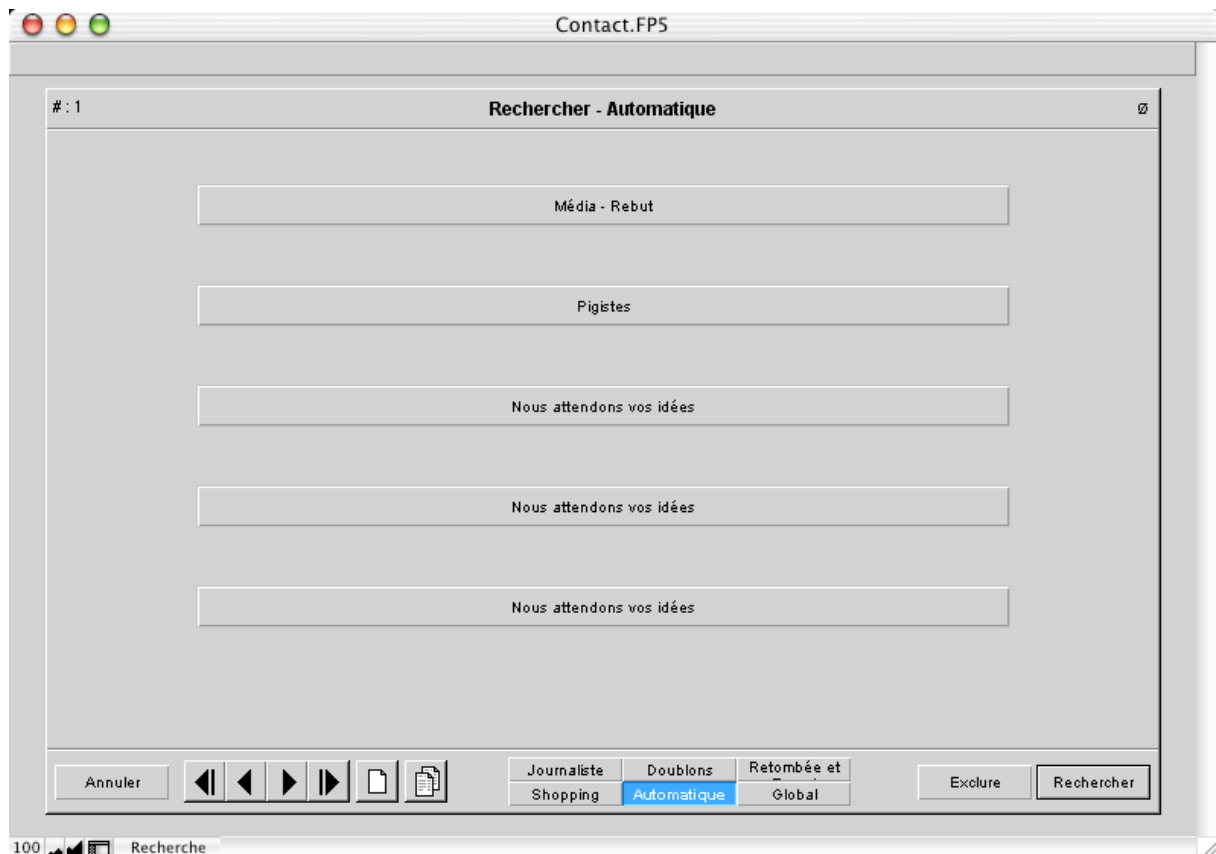 Contact.FP5
# : 1 Rechercher - Automatique ø
Média - Rebut
Pigistes
Nous attendons vos idées
Nous attendons vos idées
Nous attendons vos idées
Annuler
Journaliste Doublons Retombée et
Shopping Automatique Global
Exclure Rechercher
100 Recherche